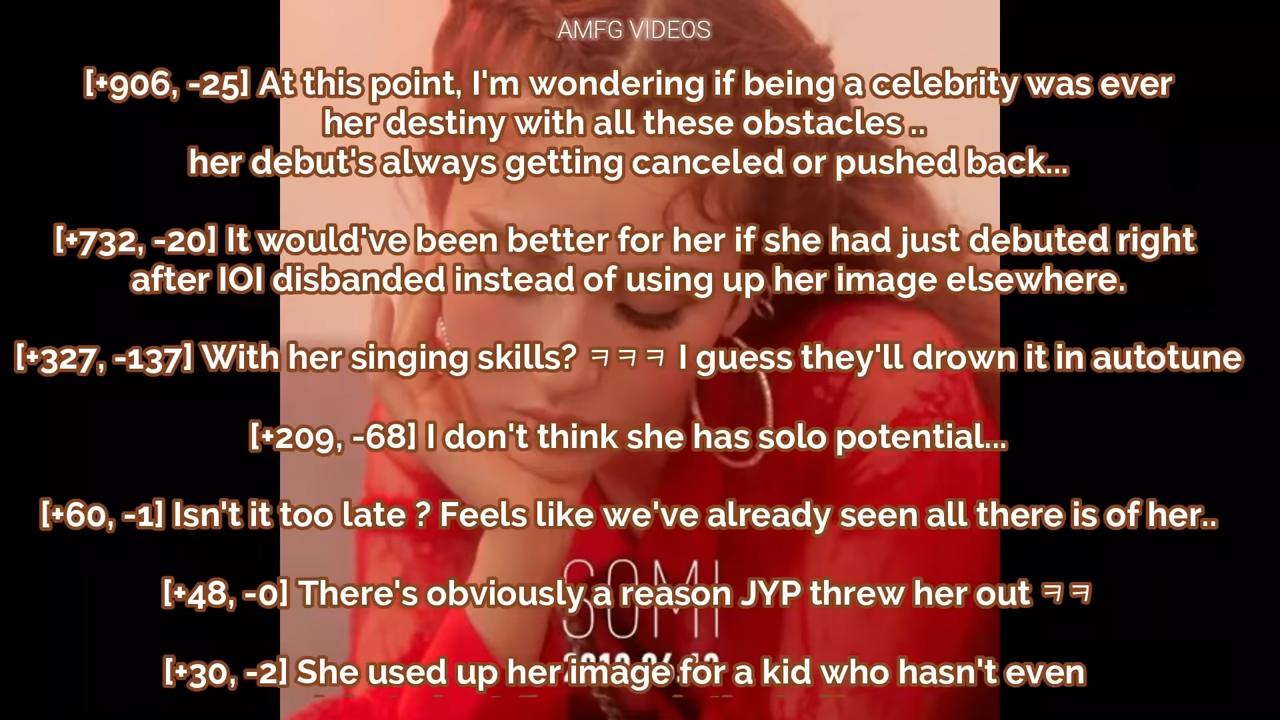 AMFG VIDEOS
[+906, -25] At this point, I'm wondering if being a celebrity was ever
her destiny with all these obstacles ..
her debut's always getting canceled or pushed back...
[+732, -20] It would've been better for her if she had just debuted right
after IOI disbanded instead of using up her image elsewhere.
[+327, -137] With her singing skills? ㅋㅋㅋ I guess they'll drown it in autotune
[+209, -68] I don't think she has solo potential...
[+60, -1] Isn't it too late ? Feels like we've already seen all there is of her..
SOMI
[+48, -0] There's obviously a reason JYP threw her out ㅋㅋ
[+30, -2] She used up her image for a kid who hasn't even